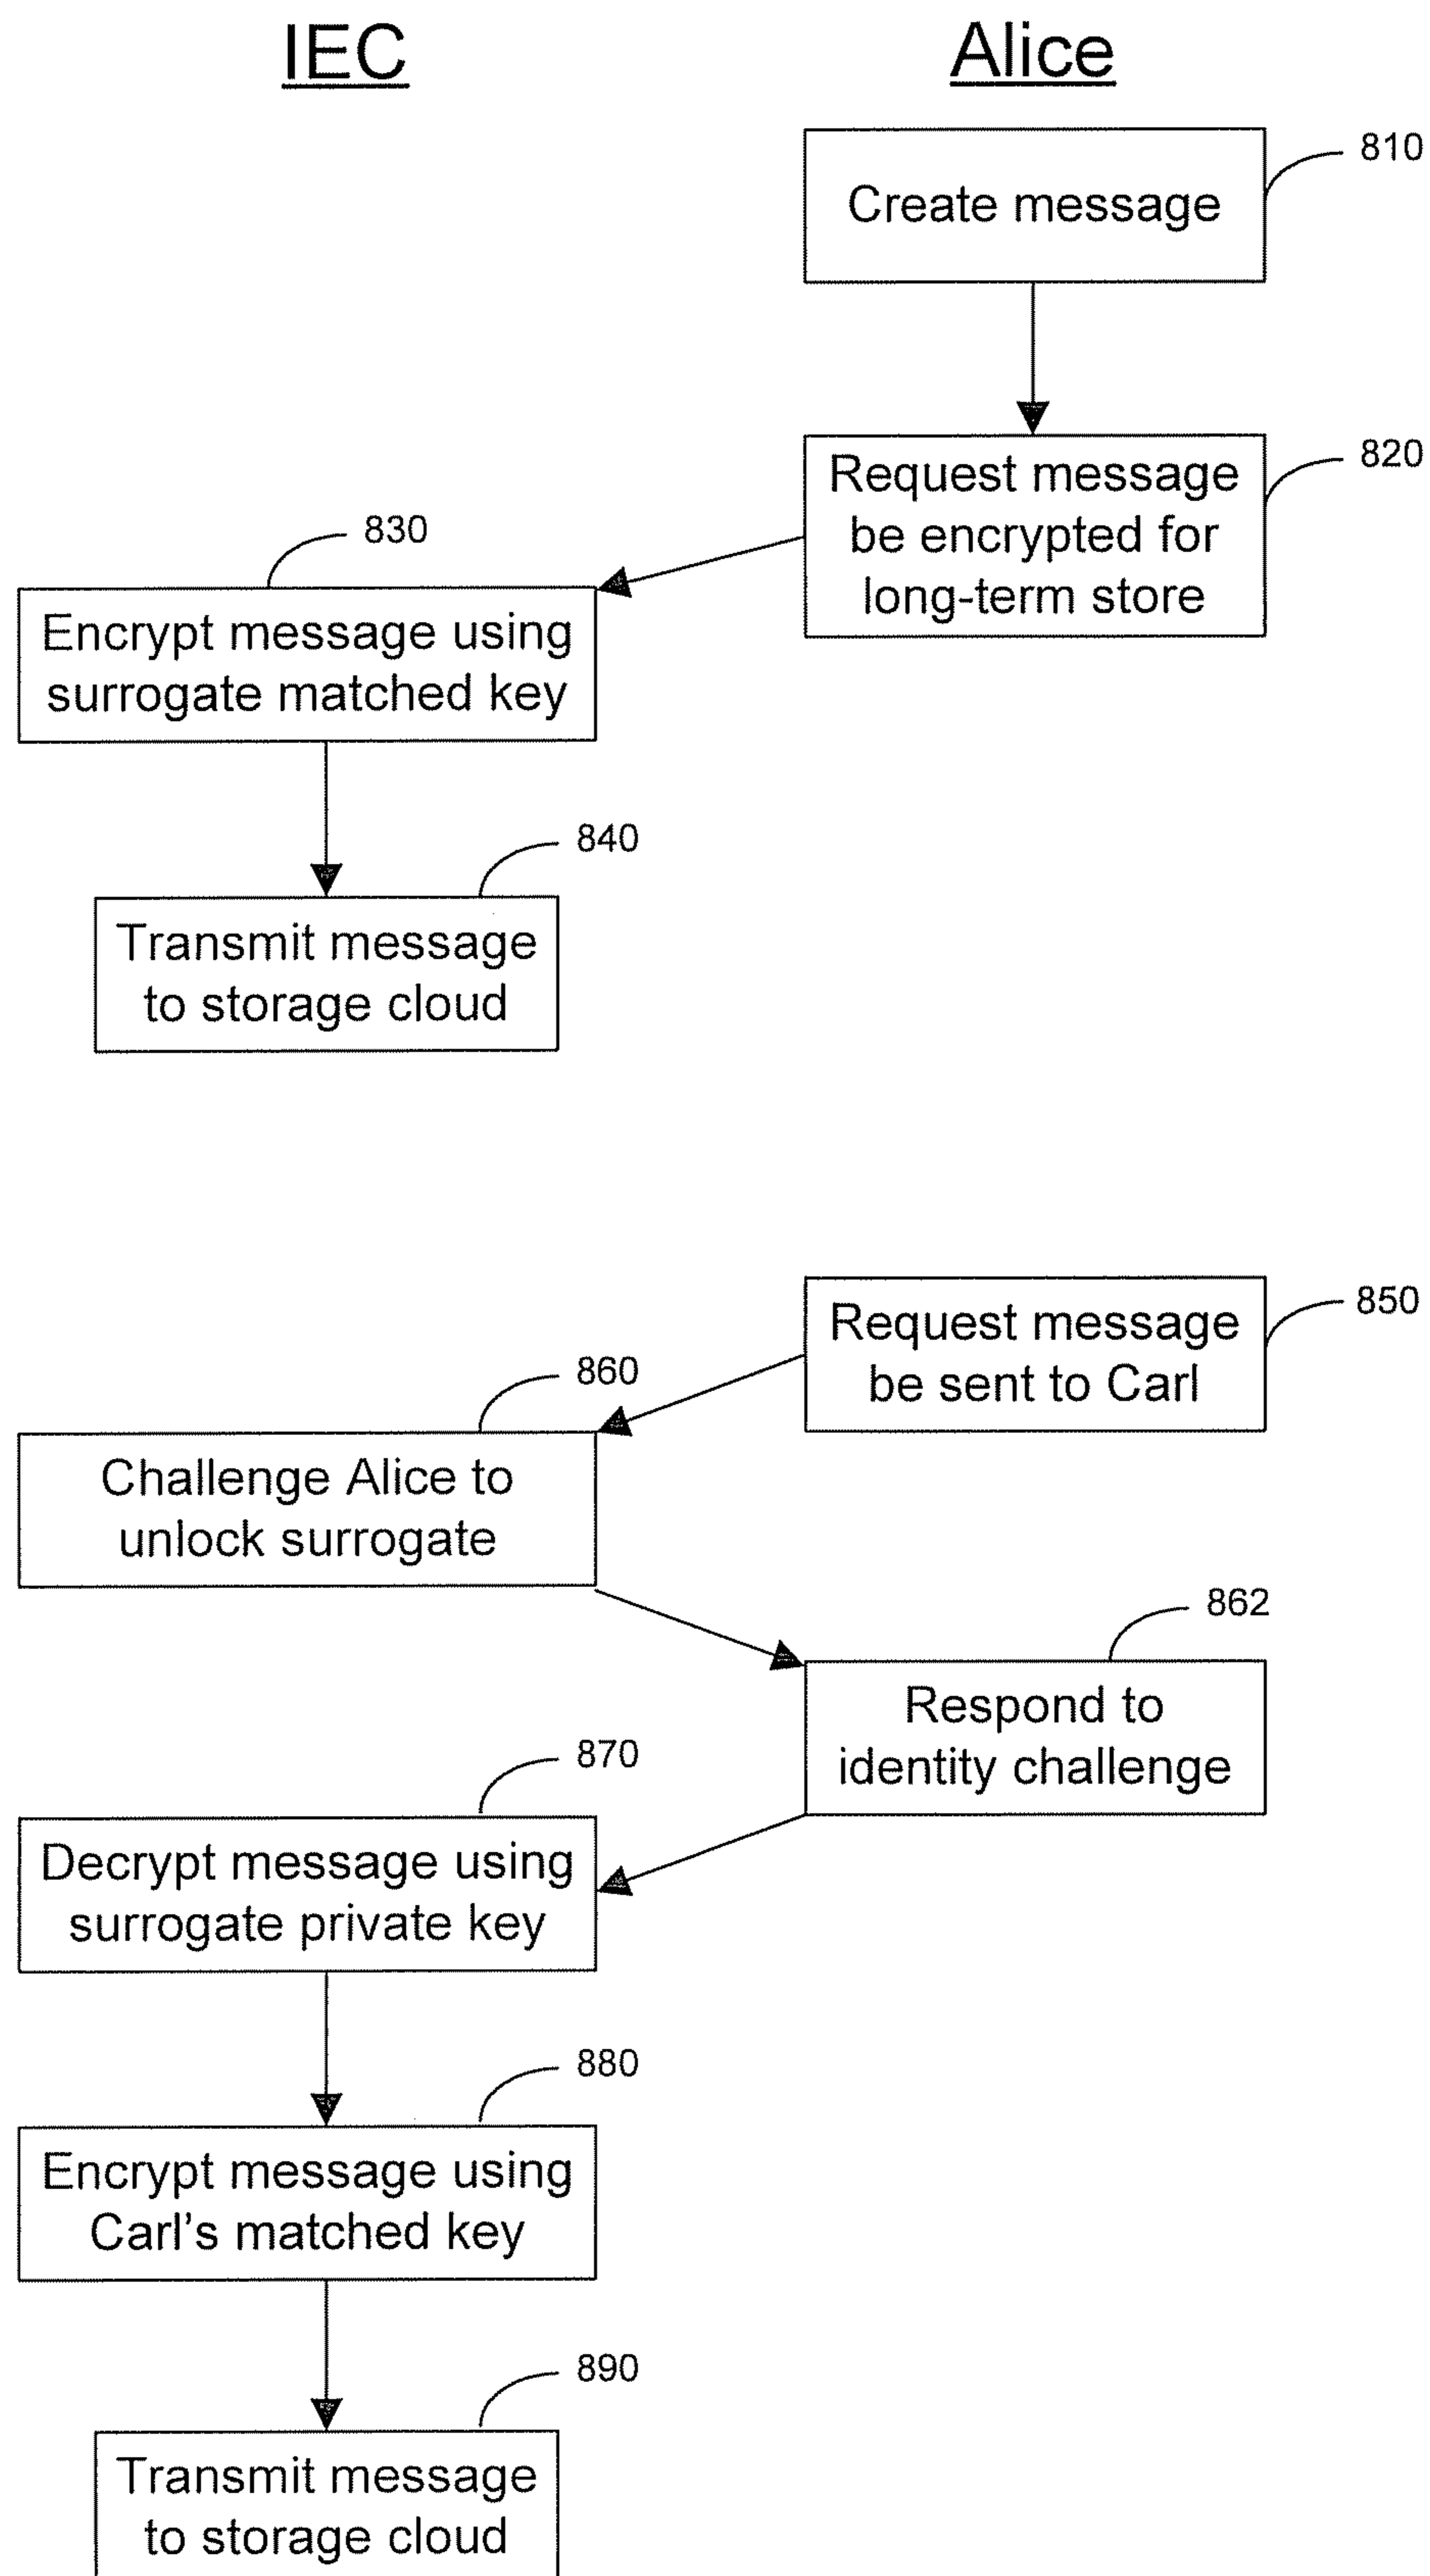 IEC
Alice
810
Create message
820
Request message
be encrypted for
long-term store
830
Encrypt message using
surrogate matched key
840
Transmit message
to storage cloud
850
Request message
be sent to Carl
860
Challenge Alice to
unlock surrogate
862
Respond to
identity challenge
870
Decrypt message using
surrogate private key
880
Encrypt message using
Carl's matched key
890
Transmit message
to storage cloud